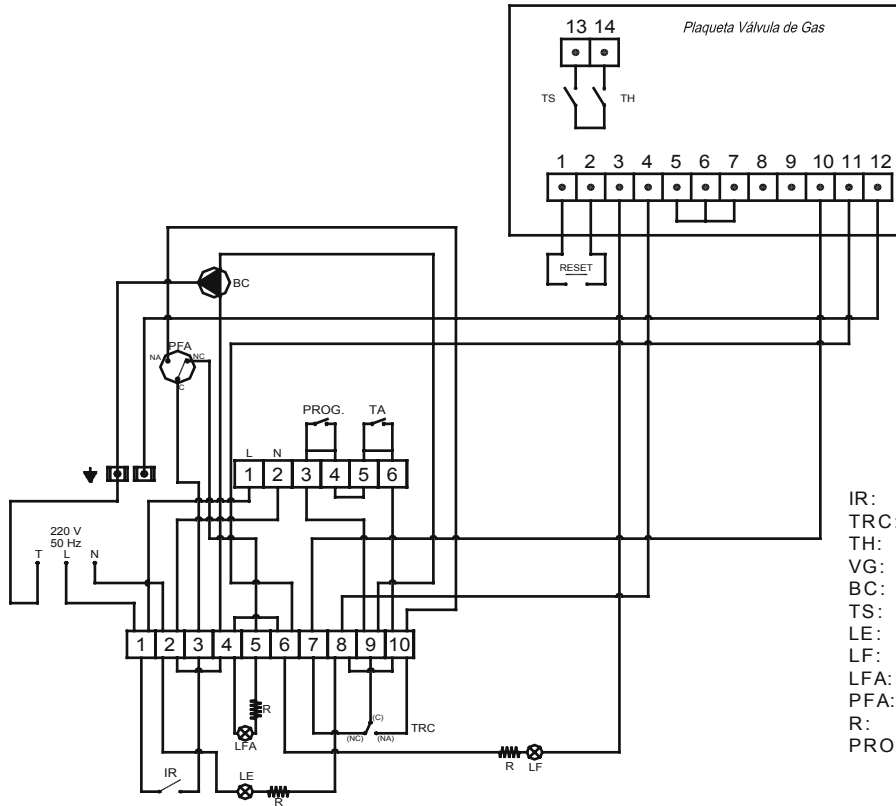 13 14
Plaqueta Válvula de Gas
TS
TH
1 2 3 4 5 6 7 8 9 10 11 12
RESET
BC
PFA
NA
NC
C
PROG.
TA
L N
1 2 3 4 5 6
220 V
50 Hz
T L N
1 2 3 4 5 6 7 8 9 10
R
LFA
(C)
(NC)
(NA)
TRC
IR
LE
R
R
LF
IR:
TRC:
TH:
VG:
BC:
TS:
LE:
LF:
LFA:
PFA:
R:
PRO